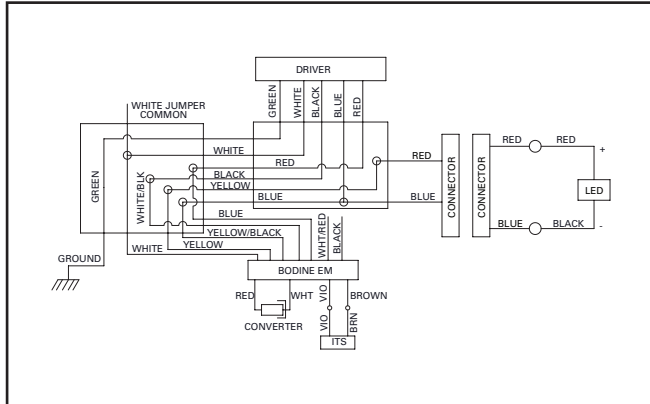 DRIVER
GREEN
WHITE
BLACK
BLUE
RED
WHITE JUMPER
COMMON
WHITE
RED
BLACK
YELLOW
BLUE
GREEN
WHITE/BLK
RED
BLUE
CONNECTOR
CONNECTOR
RED
RED
+
LED
BLUE
BLACK
-
BLUE
YELLOW/BLACK
YELLOW
WHITE
WHT/RED
BLACK
GROUND
BODINE EM
RED
WHT
VIO
BROWN
CONVERTER
VIO
BRN
ITS